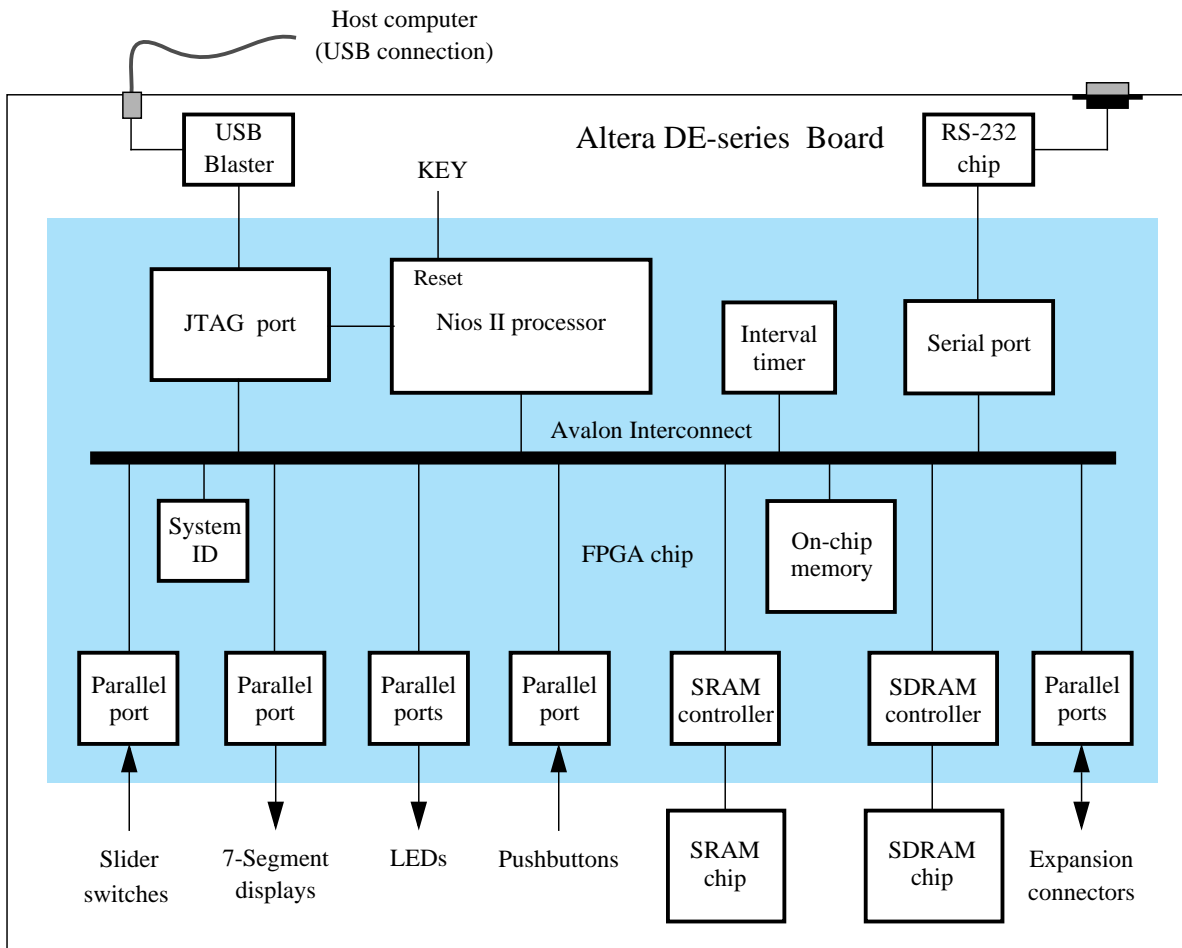 Host computer
(USB connection)
USB
Blaster
Altera DE-series Board
RS-232
chip
KEY
Reset
JTAG port
Nios II processor
Interval
timer
Serial port
Avalon Interconnect
System
ID
FPGA chip
On-chip
memory
Parallel
port
Parallel
port
Parallel
ports
Parallel
port
SRAM
controller
SDRAM
controller
Parallel
ports
Slider
switches
7-Segment
displays
LEDs
Pushbuttons
SRAM
chip
SDRAM
chip
Expansion
connectors